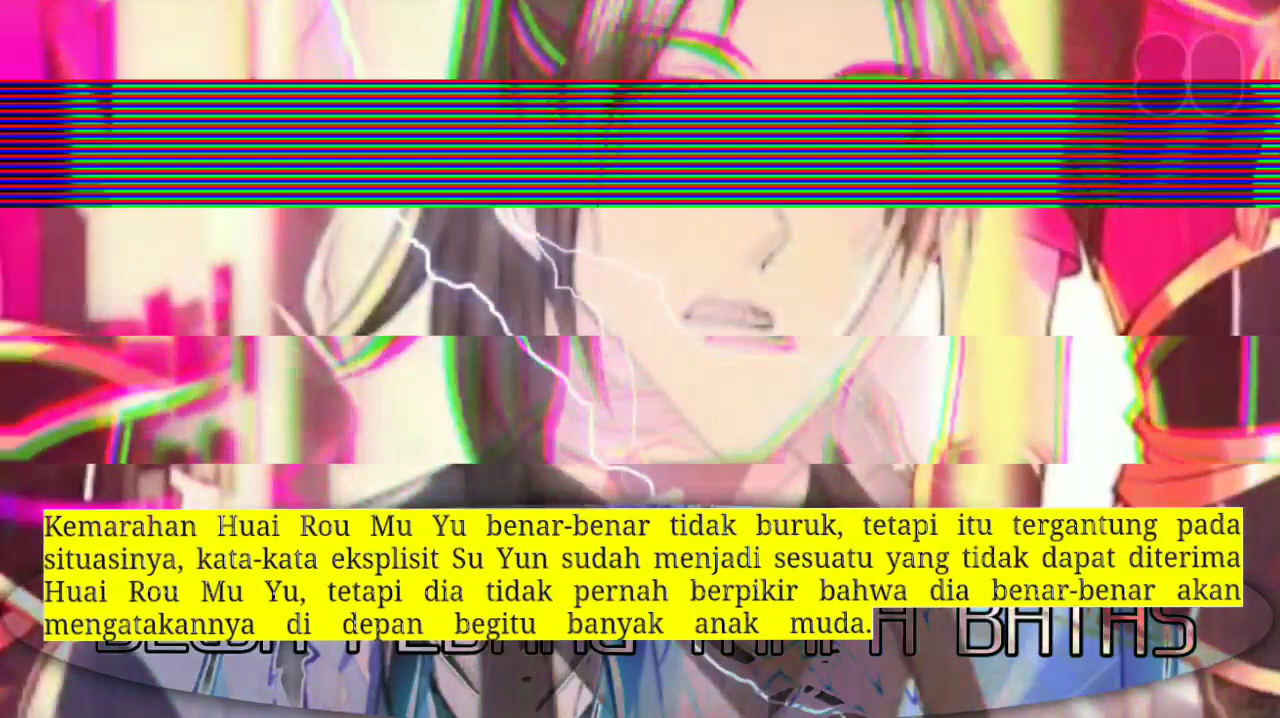 Kemarahan Huai Rou Mu Yu benar-benar tidak buruk, tetapi itu tergantung pada
situasinya, kata-kata eksplisit Su Yun sudah menjadi sesuatu yang tidak dapat diterima
Huai Rou Mu Yu, tetapi dia tidak pernah berpikir bahwa dia benar-benar akan
mengatakannya di depan begitu banyak anak muda.
BATAS